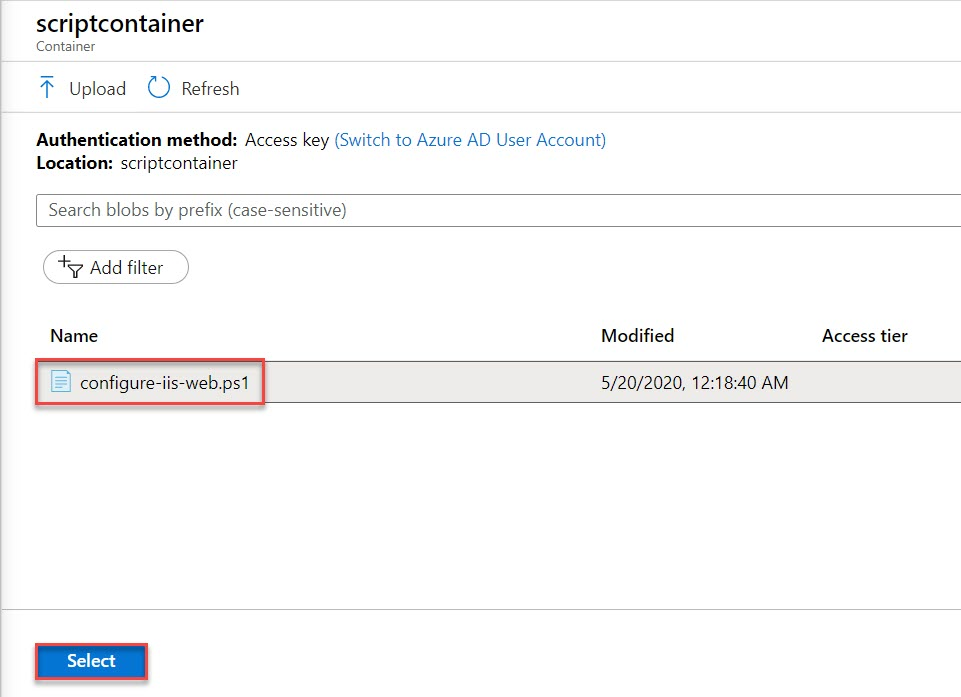 scriptcontainer
Container
Upload Refresh
Authentication method: Access key (Switch to Azure AD User Account)
Location: scriptcontainer
Search blobs by prefix (case-sensitive)
Add filter
Name Modified Access tier
configure-iis-web.ps1 5/20/2020, 12:18:40 AM
Select